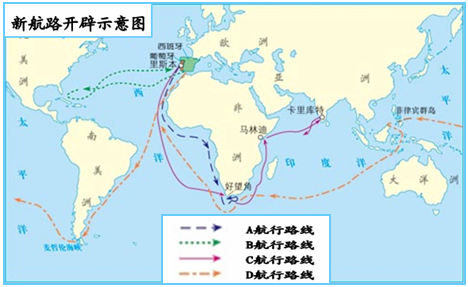 新航路开辟示意图
西班牙
葡萄牙
里斯本
欧
洲
亚
洲
美
洲
大
西
洋
太
平
洋
非
洲
卡里库特
马林迪
菲律宾群岛
太
平
洋
南
美
洲
印
度
洋
好望角
大
洋
洲
麦哲伦海峡
A航行路线
B航行路线
C航行路线
D航行路线